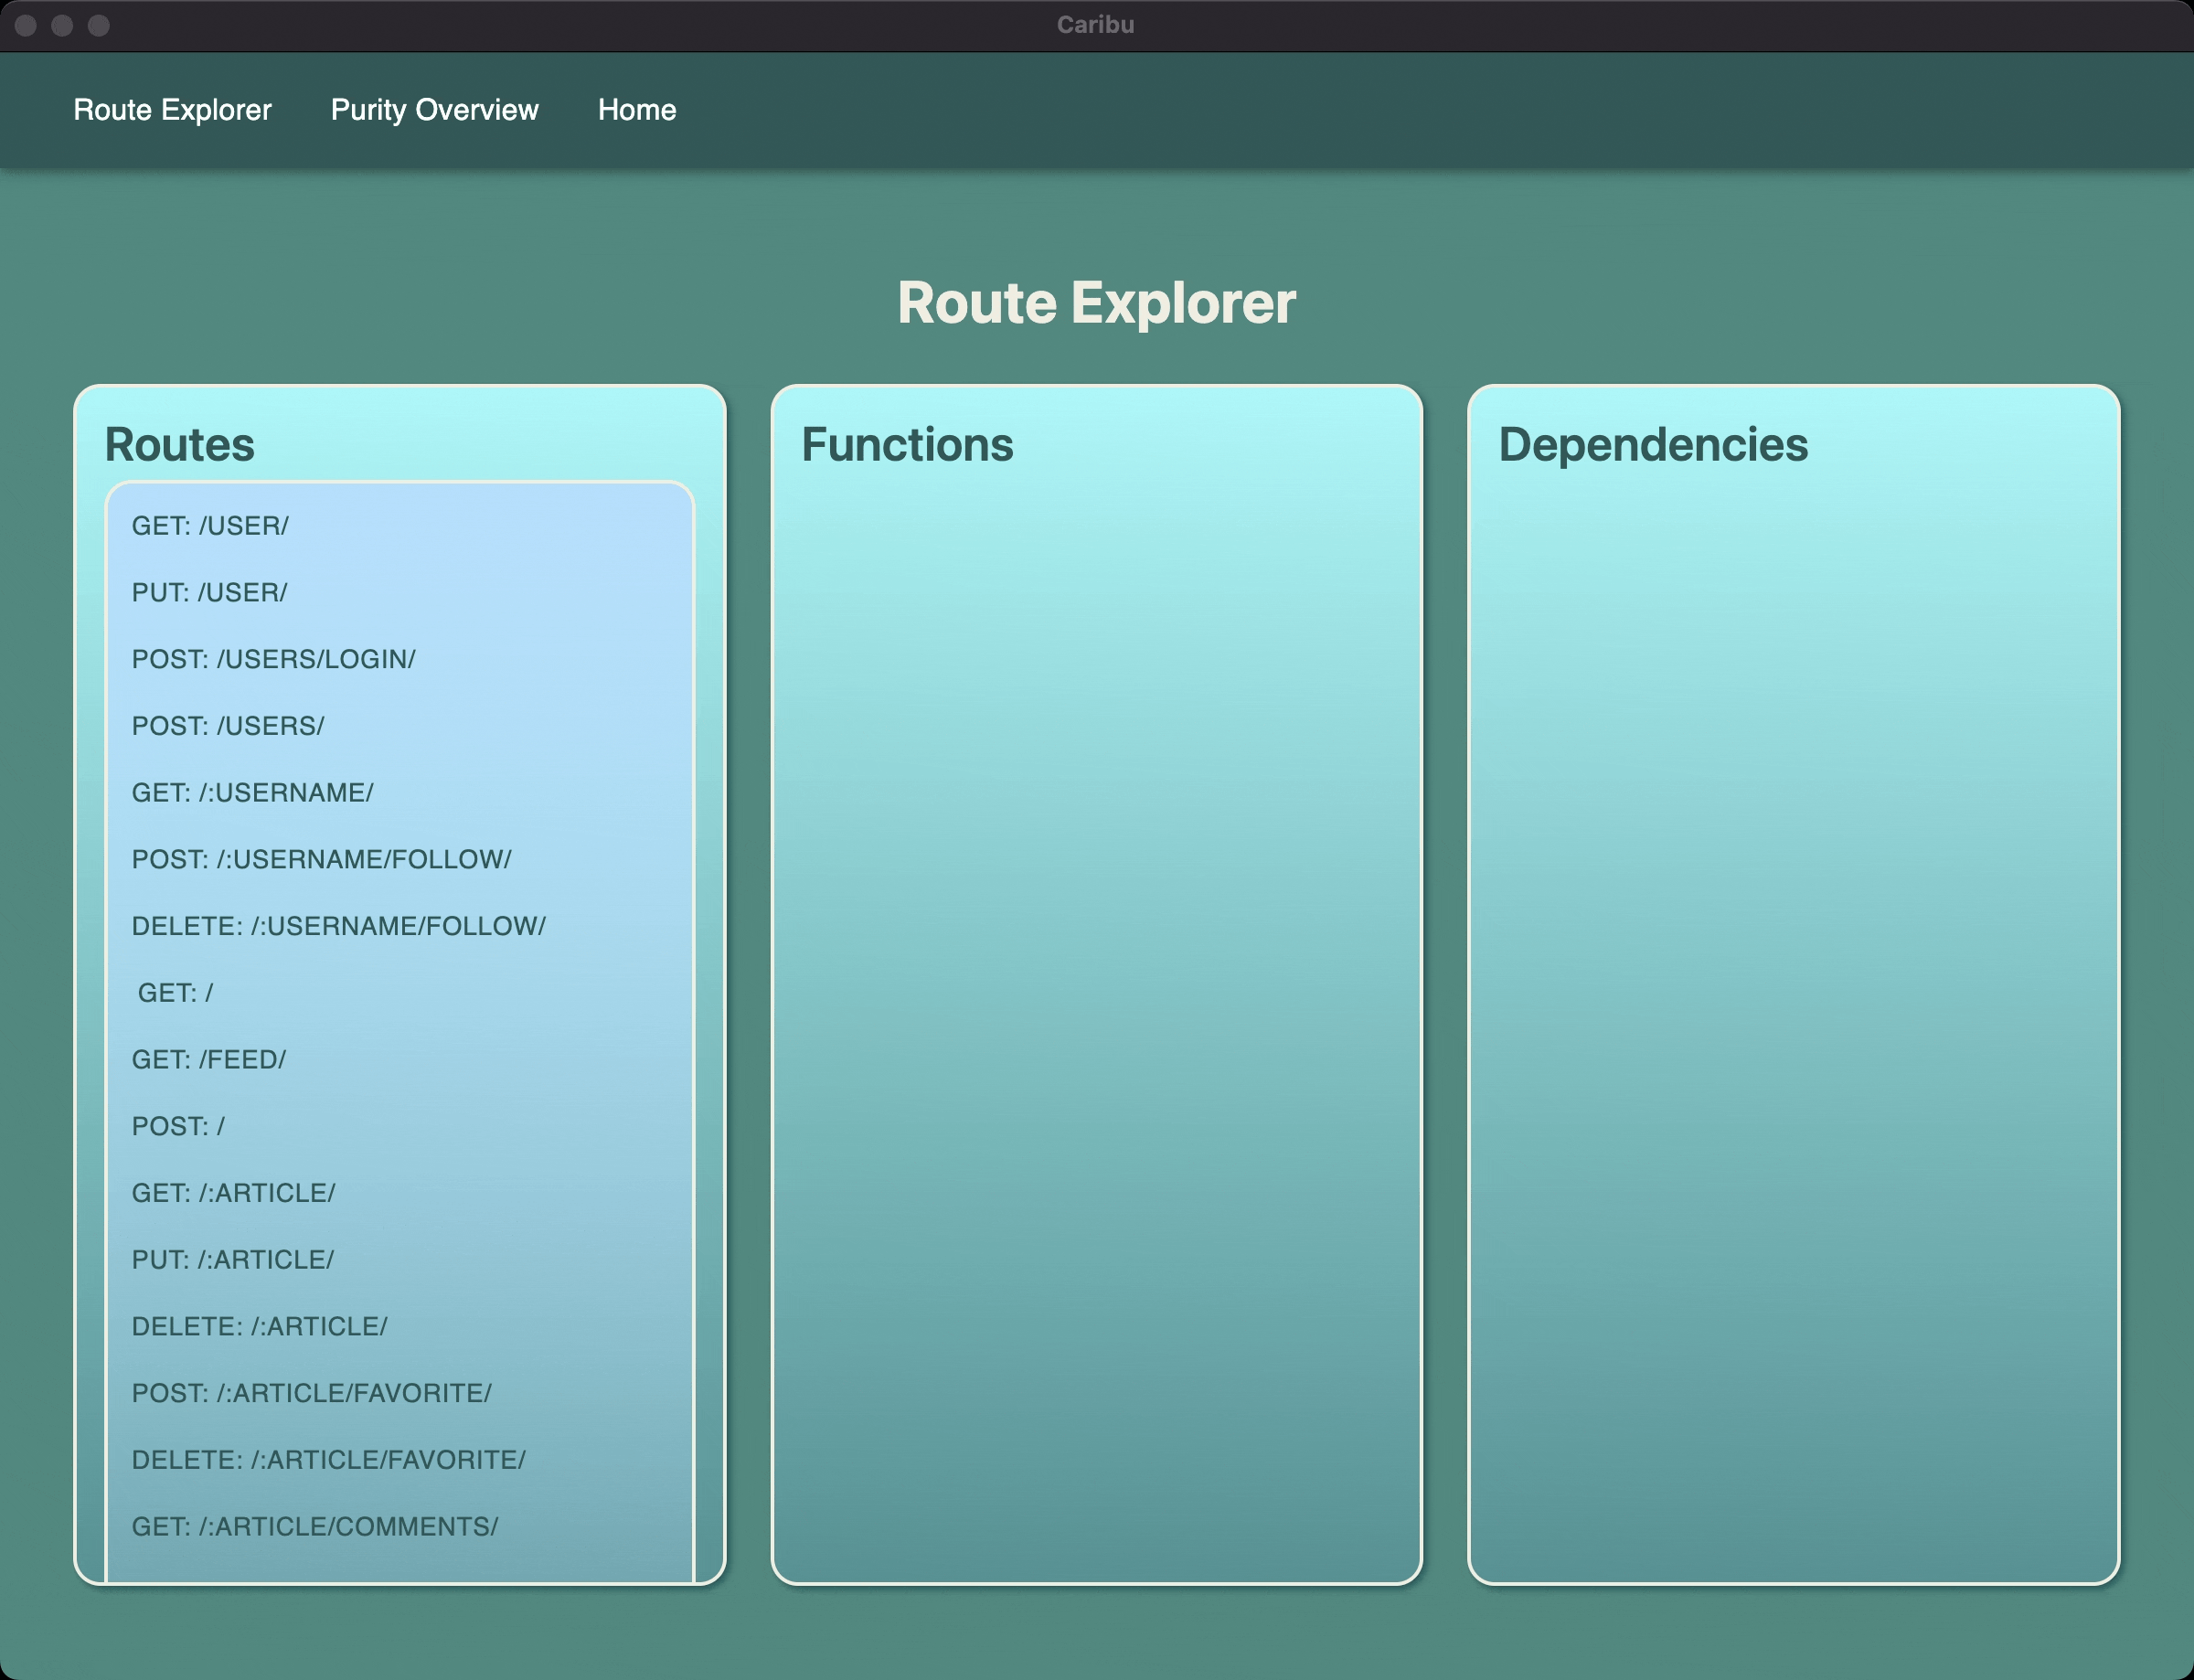 Caribu
Route Explorer Purity Overview Home
Route Explorer
Routes
GET: /USER/
PUT: /USER/
POST: /USERS/LOGIN/
POST: /USERS/
GET: /:USERNAME/
POST: /:USERNAME/FOLLOW/
DELETE: /:USERNAME/FOLLOW/
GET: /
GET: /FEED/
POST: /
GET: /:ARTICLE/
PUT: /:ARTICLE/
DELETE: /:ARTICLE/
POST: /:ARTICLE/FAVORITE/
DELETE: /:ARTICLE/FAVORITE/
GET: /:ARTICLE/COMMENTS/
Functions
Dependencies